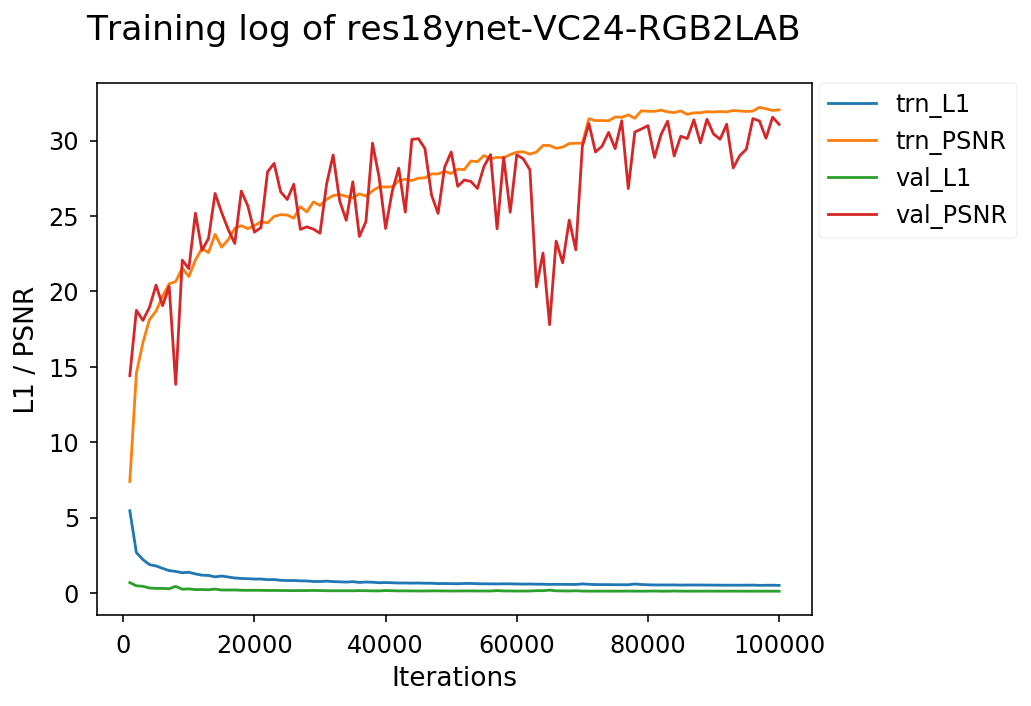 Training log of res18ynet-VC24-RGB2LAB
trn_L1
trn_PSNR
val_L1
val_PSNR
L1 / PSNR
30
25
20
15
10
5
0
0 20000 40000 60000 80000 100000
Iterations